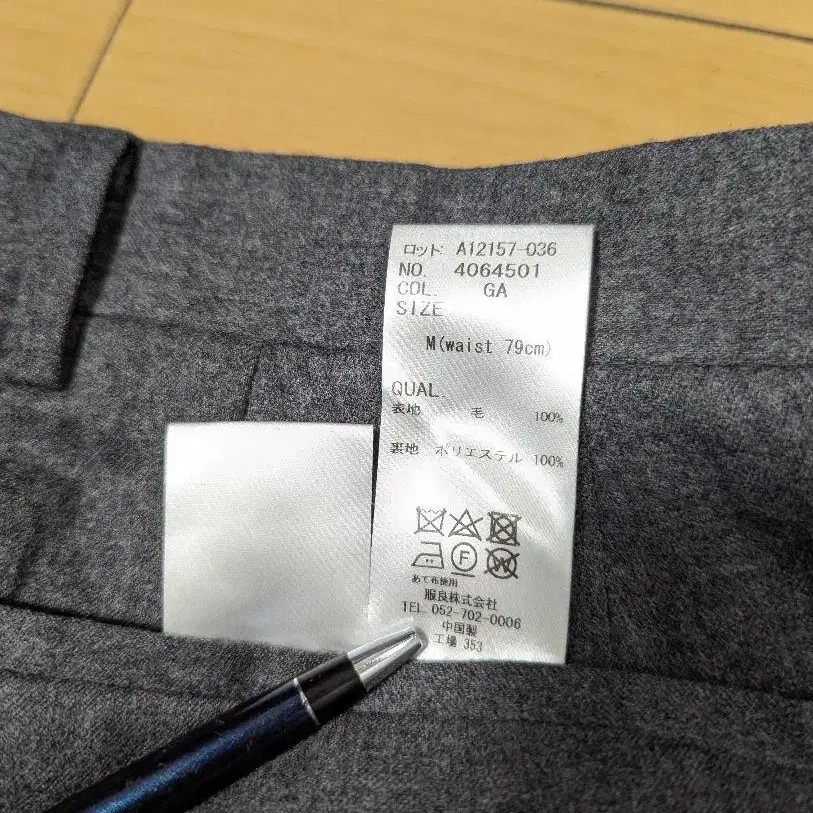 ロット: A12157-036
NO. 4064501
COL. GA
SIZE
M(waist 79cm)
QUAL.
表地 毛 100%
裏地 ポリエステル 100%
F W
あて布使用
服良株式会社
TEL. 052-702-0006
中国製
工場 353